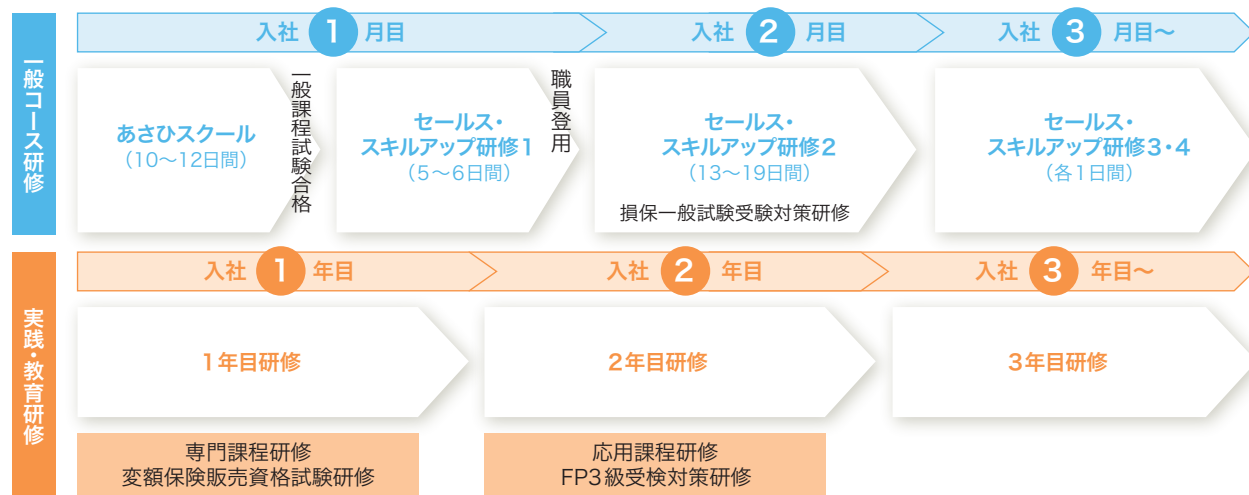 一般コース研修
入社 1 月目
入社 2 月目
入社 3 月目～
あさひスクール
（10～12日間）
一般課程試験合格
セールス・
スキルアップ研修1
（5～6日間）
職員登用
セールス・
スキルアップ研修2
（13～19日間）
損保一般試験受験対策研修
セールス・
スキルアップ研修3・4
（各1日間）
実践・教育研修
入社 1 年目
入社 2 年目
入社 3 年目～
1年目研修
2年目研修
3年目研修
専門課程研修
変額保険販売資格試験研修
応用課程研修
FP3級受検対策研修